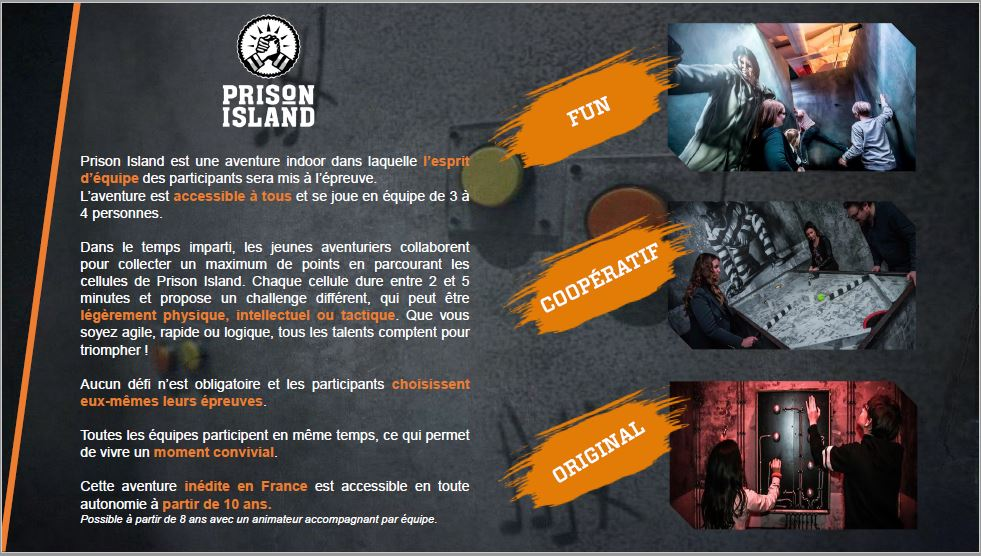 PRISON
ISLAND
Prison Island est une aventure indoor dans laquelle l'esprit
d'équipe des participants sera mis à l'épreuve.
L'aventure est accessible à tous et se joue en équipe de 3 à
4 personnes.
Dans le temps imparti, les jeunes aventuriers collaborent
pour collecter un maximum de points en parcourant les
cellules de Prison Island. Chaque cellule dure entre 2 et 5
minutes et propose un challenge différent, qui peut être
légèrement physique, intellectuel ou tactique. Que vous
soyez agile, rapide ou logique, tous les talents comptent pour
triompher !
Aucun défi n'est obligatoire et les participants choisissent
eux-mêmes leurs épreuves.
Toutes les équipes participent en même temps, ce qui permet
de vivre un moment convivial.
Cette aventure inédite en France est accessible en toute
autonomie à partir de 10 ans.
Possible à partir de 8 ans avec un animateur accompagnant par équipe.
FUN
COOPÉRATIF
ORIGINAL